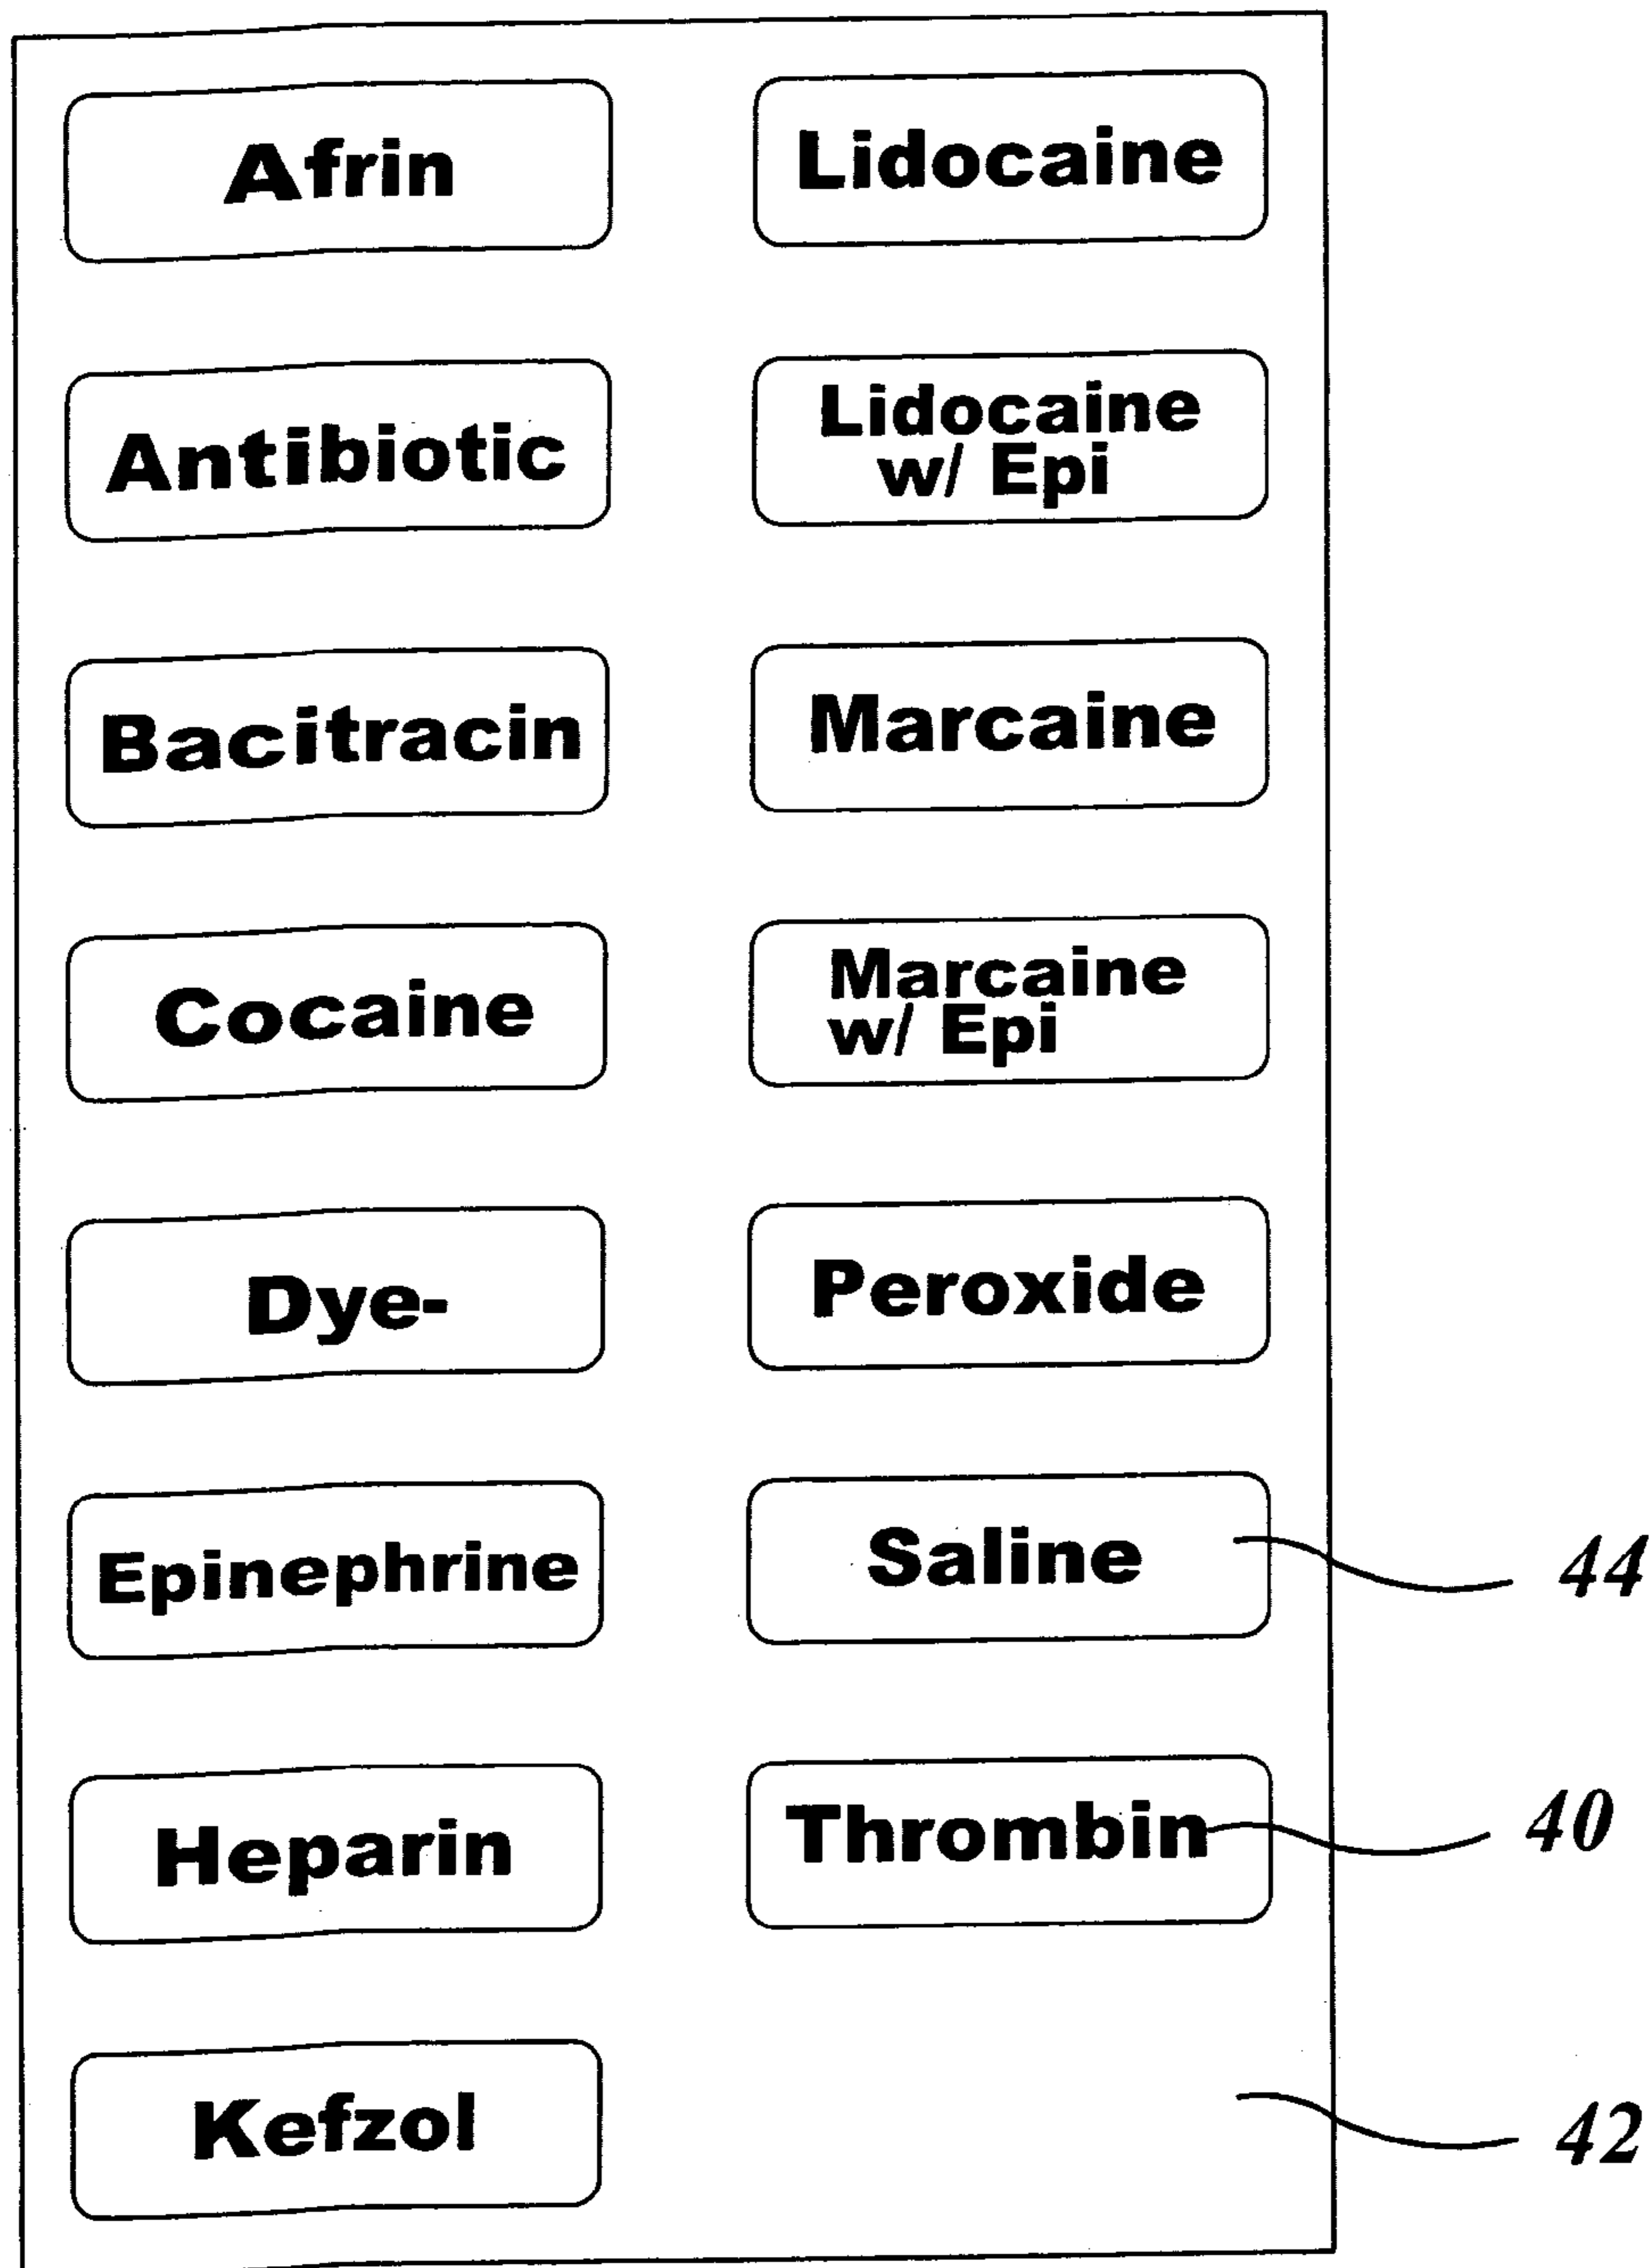 Afrin
Lidocaine
Antibiotic
Lidocaine
w/ Epi
Bacitracin
Marcaine
Cocaine
Marcaine
w/ Epi
Dye-
Peroxide
Epinephrine
Saline
44
Heparin
Thrombin
40
Kefzol
42